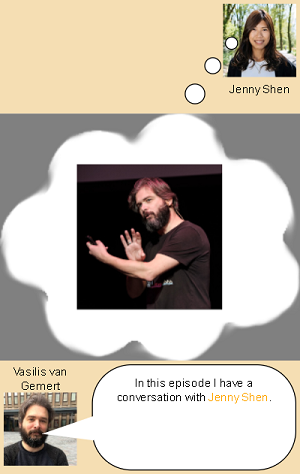 Jenny Shen
Vasilis van
Gemert
In this episode I have a
conversation with Jenny Shen.